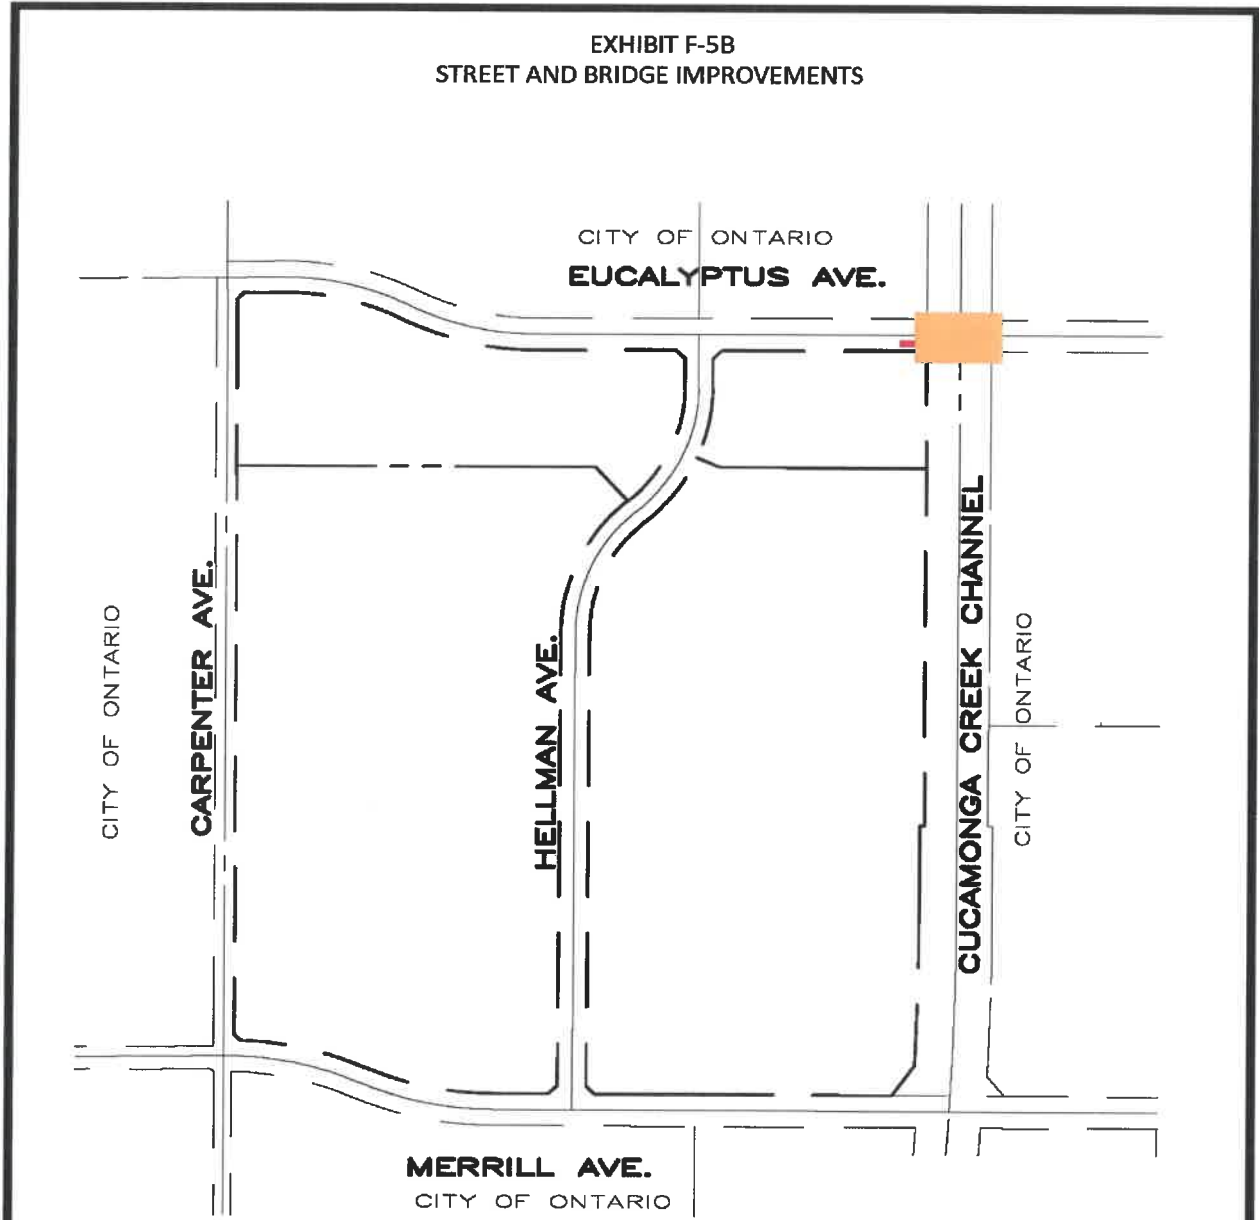 EXHIBIT F-5B
STREET AND BRIDGE IMPROVEMENTS
CITY OF ONTARIO
EUCALYPTUS AVE.
CITY OF ONTARIO
CARPENTER AVE.
HELLMAN AVE.
CUCAMONGA CREEK CHANNEL
CITY OF ONTARIO
MERRILL AVE.
CITY OF ONTARIO